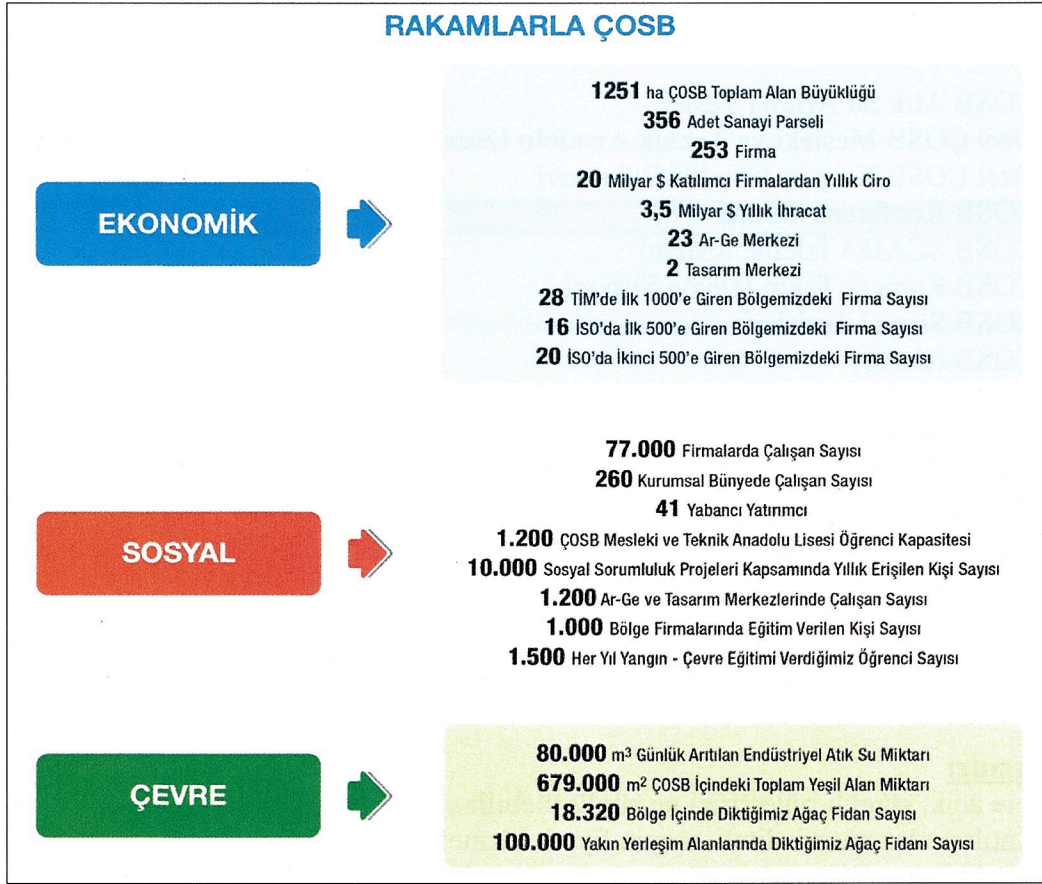 RAKAMLARLA ÇOSB
1251 ha ÇOSB Toplam Alan Büyüklüğü
356 Adet Sanayi Parseli
253 Firma
20 Milyar $ Katılımcı Firmalardan Yıllık Ciro
3,5 Milyar $ Yıllık İhracat
23 Ar-Ge Merkezi
2 Tasarım Merkezi
28 TİM'de İlk 1000'e Giren Bölgemizdeki Firma Sayısı
16 İSO'da İlk 500'e Giren Bölgemizdeki Firma Sayısı
20 İSO'da İkinci 500'e Giren Bölgemizdeki Firma Sayısı
EKONOMİK
77.000 Firmalarda Çalışan Sayısı
260 Kurumsal Bünyede Çalışan Sayısı
41 Yabancı Yatırımcı
1.200 ÇOSB Mesleki ve Teknik Anadolu Lisesi Öğrenci Kapasitesi
10.000 Sosyal Sorumluluk Projeleri Kapsamında Yıllık Erişilen Kişi Sayısı
1.200 Ar-Ge ve Tasarım Merkezlerinde Çalışan Sayısı
1.000 Bölge Firmalarında Eğitim Verilen Kişi Sayısı
1.500 Her Yıl Yangın - Çevre Eğitimi Verdiğimiz Öğrenci Sayısı
SOSYAL
80.000 m³ Günlük Arıtılan Endüstriyel Atık Su Miktarı
679.000 m² ÇOSB İçindeki Toplam Yeşil Alan Miktarı
18.320 Bölge İçinde Diktiğimiz Ağaç Fidan Sayısı
100.000 Yakın Yerleşim Alanlarında Diktiğimiz Ağaç Fidanı Sayısı
ÇEVRE